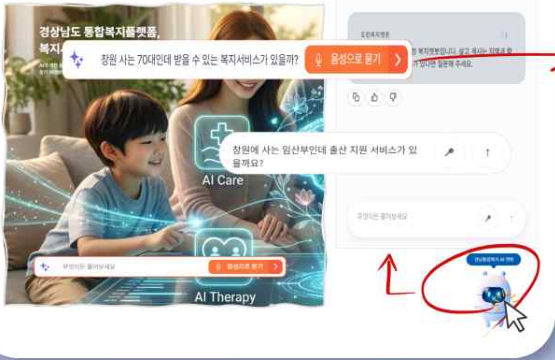 경상남도 통합복지플랫폼,
창원 사는 70대인데 받을 수 있는 복지서비스가 있을까?
음성으로 묻기
AI Care
창원에 사는 임산부인데 출산 지원 서비스가 있
을까요?
무엇이든 물어보세요
무엇이든 물어보세요
음성으로 묻기
AI Therapy